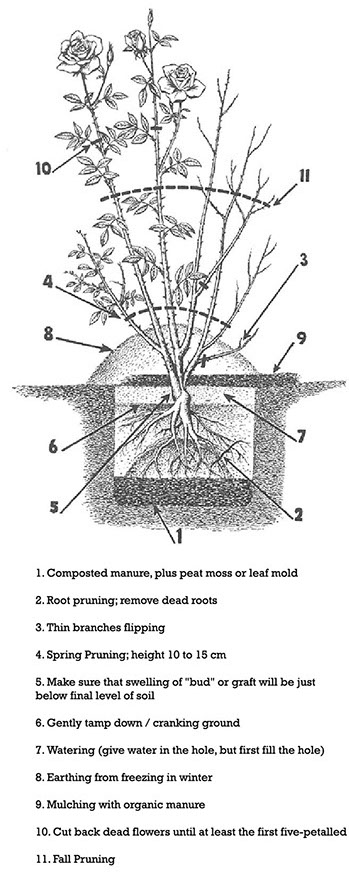 10
11
3
4
8
9
6
7
5
2
1
1. Composted manure, plus peat moss or leaf mold
2. Root pruning; remove dead roots
3. Thin branches flipping
4. Spring Pruning; height 10 to 15 cm
5. Make sure that swelling of "bud" or graft will be just
below final level of soil
6. Gently tamp down / cranking ground
7. Watering (give water in the hole, but first fill the hole)
8. Earthing from freezing in winter
9. Mulching with organic manure
10. Cut back dead flowers until at least the first five-petalled
11. Fall Pruning